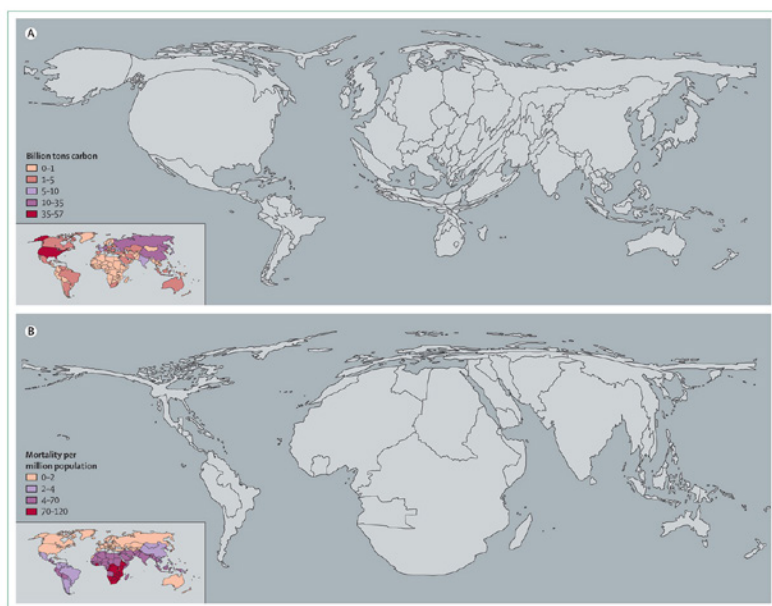 A
Billion tons carbon
0–1
1–5
5–10
10–35
35–57
B
Mortality per
million population
0–2
2–4
4–70
70–120